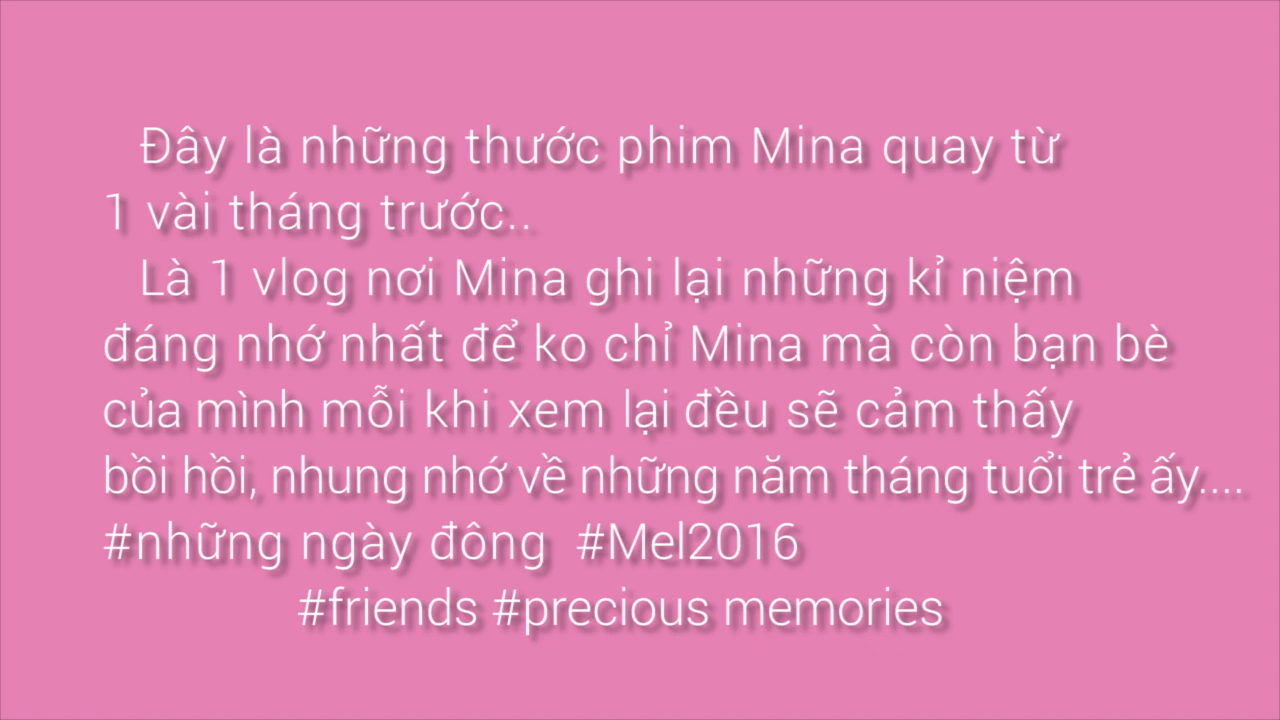 Đây là những thước phim Mina quay từ
1 vài tháng trước..
Là 1 vlog nơi Mina ghi lại những kỉ niệm
đáng nhớ nhất để ko chỉ Mina mà còn bạn bè
của mình mỗi khi xem lại đều sẽ cảm thấy
bồi hồi, nhung nhớ về những năm tháng tuổi trẻ ấy....
#những ngày đông #Mel2016
#friends #precious memories